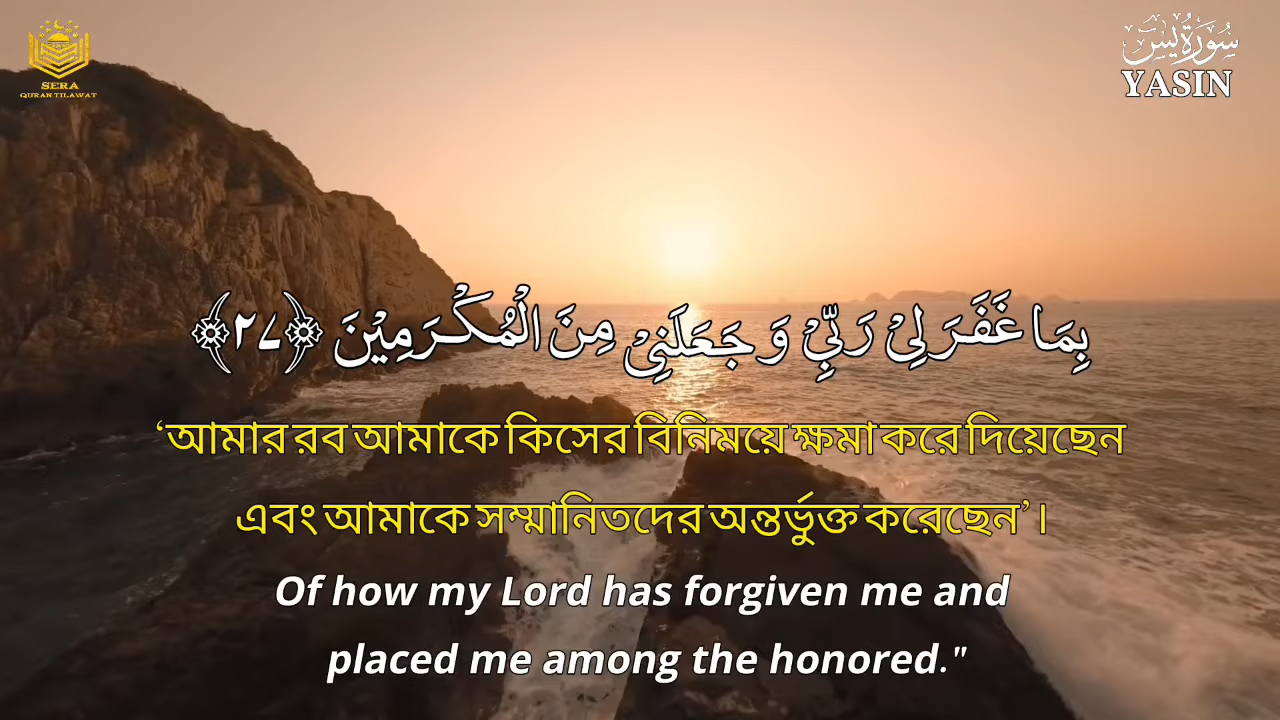 SERA
QURAN TILAWAT
سُورَةُ يٰسٓ
YASIN
بِمَا غَفَرَ لِيْ رَبِّيْ وَ جَعَلَنِيْ مِنَ الْمُكْرَمِيْنَ ﴿٢٧﴾
‘আমার রব আমাকে কিসের বিনিময়ে ক্ষমা করে দিয়েছেন
এবং আমাকে সম্মানিতদের অন্তর্ভুক্ত করেছেন’।
Of how my Lord has forgiven me and
placed me among the honored."